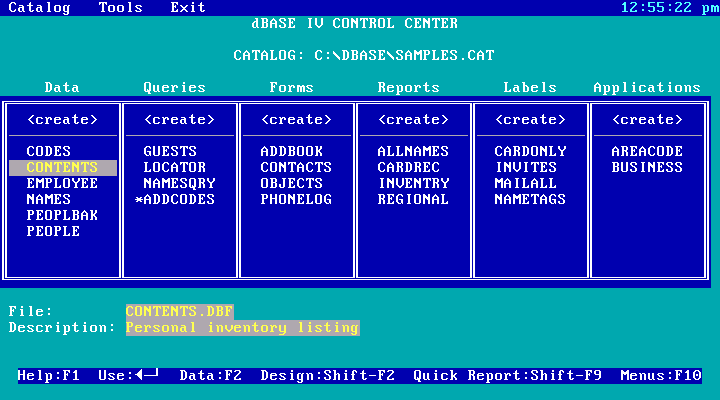 Catalog Tools Exit 12:55:22 pm
dBASE IV CONTROL CENTER
CATALOG: C:\DBASE\SAMPLES.CAT
Data Queries Forms Reports Labels Applications
<create> <create> <create> <create> <create> <create>
CODES GUESTS ADDBOOK ALLNAMES CARDONLY AREACODE
CONTENTS LOCATOR CONTACTS CARDREC INVITES BUSINESS
EMPLOYEE NAMESQRY OBJECTS INVENTRY MAILALL
NAMES *ADDCODES PHONELOG REGIONAL NAMETAGS
PEOPLBAK
PEOPLE
File: CONTENTS.DBF
Description: Personal inventory listing
Help:F1 Use:◄─┘ Data:F2 Design:Shift-F2 Quick Report:Shift-F9 Menus:F10